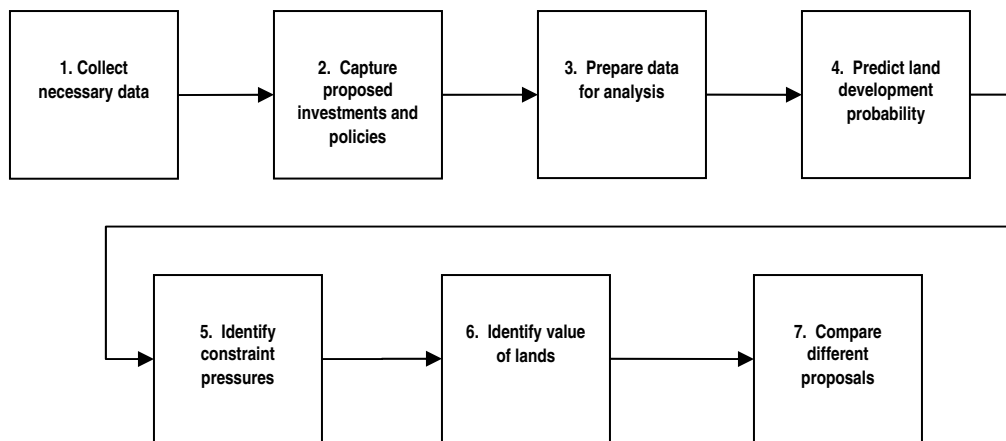 1. Collect
necessary data
2. Capture
proposed
investments and
policies
3. Prepare data
for analysis
4. Predict land
development
probability
5. Identify
constraint
pressures
6. Identify value
of lands
7. Compare
different
proposals